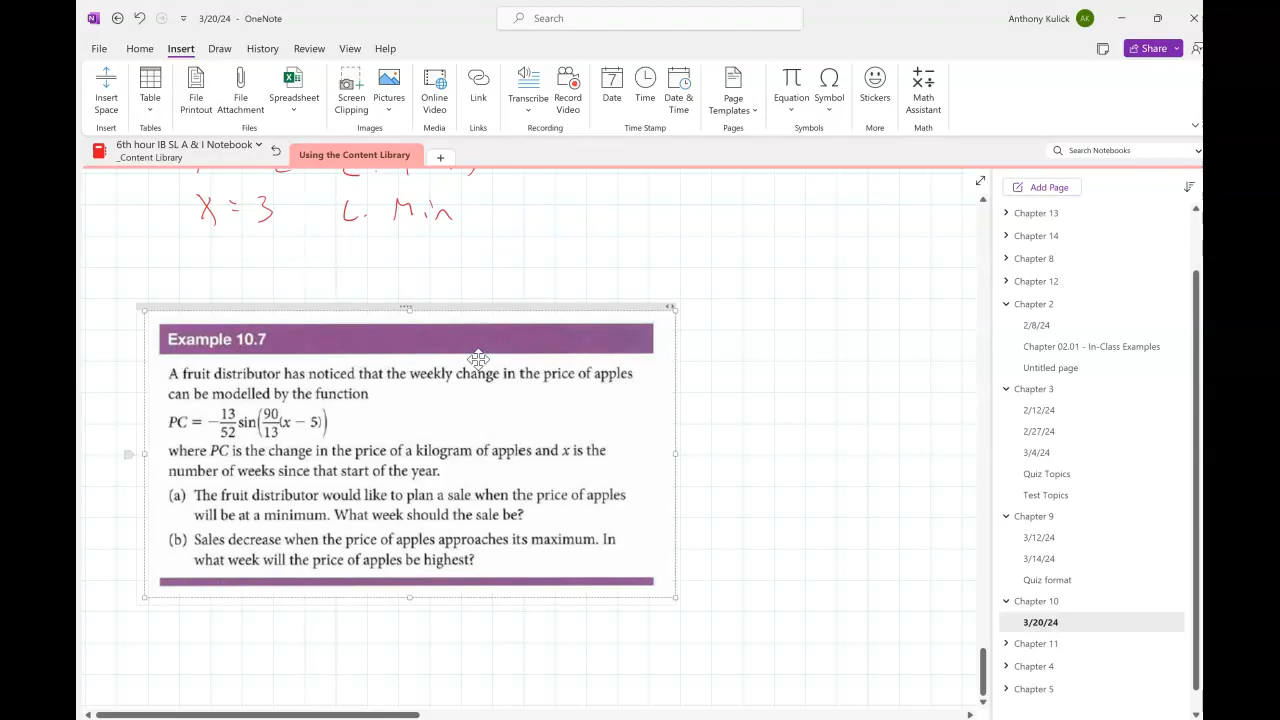 3/20/24 - OneNote
Search
Anthony Kulick
AK
File Home Insert Draw History Review View Help
Share
Insert Space
Table
File Printout
File Attachment
Spreadsheet
Screen Clipping
Pictures
Online Video
Link
Transcribe
Record Video
Date
Time
Date & Time
Page Templates
Equation
Symbol
Stickers
Math Assistant
Insert Tables Files Images Media Links Recording Time Stamp Pages Symbols More Math
6th hour IB SL A & I Notebook
_Content Library
Using the Content Library
Search Notebooks
X = 3 C. Min
Example 10.7
A fruit distributor has noticed that the weekly change in the price of apples
can be modelled by the function
PC = −13/52 sin(90/13(x − 5))
where PC is the change in the price of a kilogram of apples and x is the
number of weeks since that start of the year.
(a) The fruit distributor would like to plan a sale when the price of apples
will be at a minimum. What week should the sale be?
(b) Sales decrease when the price of apples approaches its maximum. In
what week will the price of apples be highest?
Add Page
Chapter 13
Chapter 14
Chapter 8
Chapter 12
Chapter 2
2/8/24
Chapter 02.01 - In-Class Examples
Untitled page
Chapter 3
2/12/24
2/27/24
3/4/24
Quiz Topics
Test Topics
Chapter 9
3/12/24
3/14/24
Quiz format
Chapter 10
3/20/24
Chapter 11
Chapter 4
Chapter 5